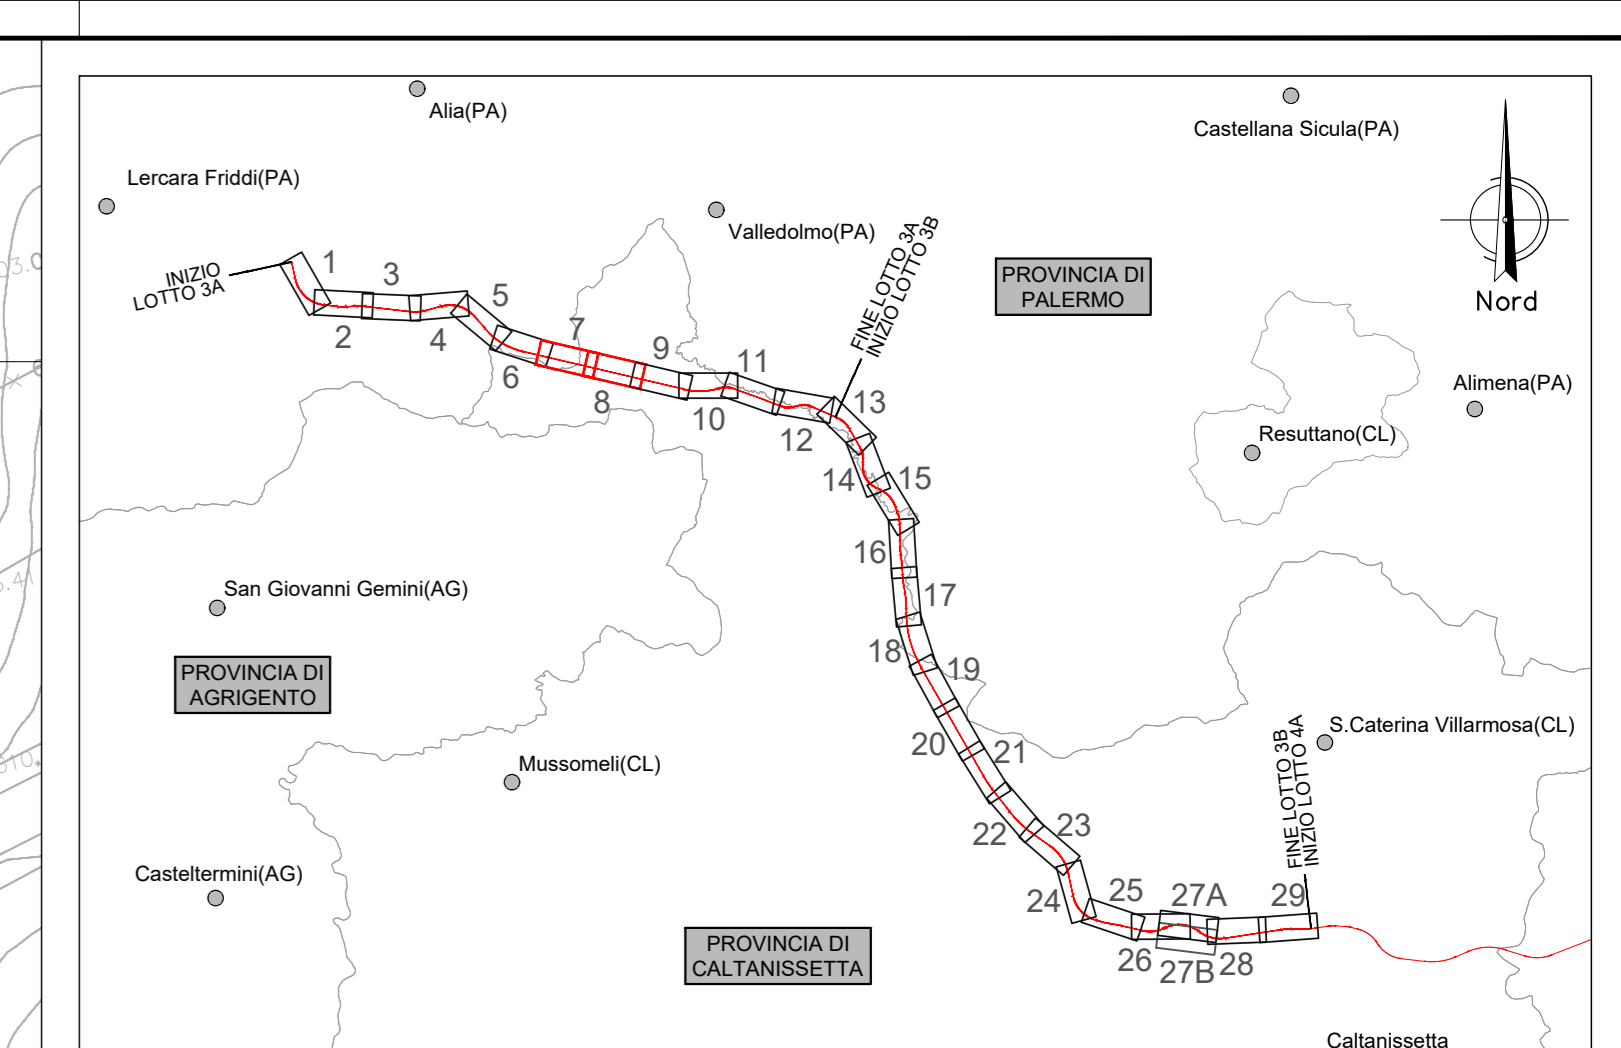 Alia(PA)
Castellana Sicula(PA)
Lercara Friddi(PA)
Valledolmo(PA)
INIZIO
LOTTO 3A
FINE LOTTO 3A
INIZIO LOTTO 3B
PROVINCIA DI
PALERMO
Nord
1
2
3
4
5
6
7
8
9
10
11
12
13
14
15
16
17
18
19
20
21
22
23
24
25
26
27A
27B
28
29
Alimena(PA)
Resuttano(CL)
San Giovanni Gemini(AG)
PROVINCIA DI
AGRIGENTO
Mussomeli(CL)
S.Caterina Villarmosa(CL)
FINE LOTTO 3B
INIZIO LOTTO 4A
Casteltermini(AG)
PROVINCIA DI
CALTANISSETTA
Caltanissetta